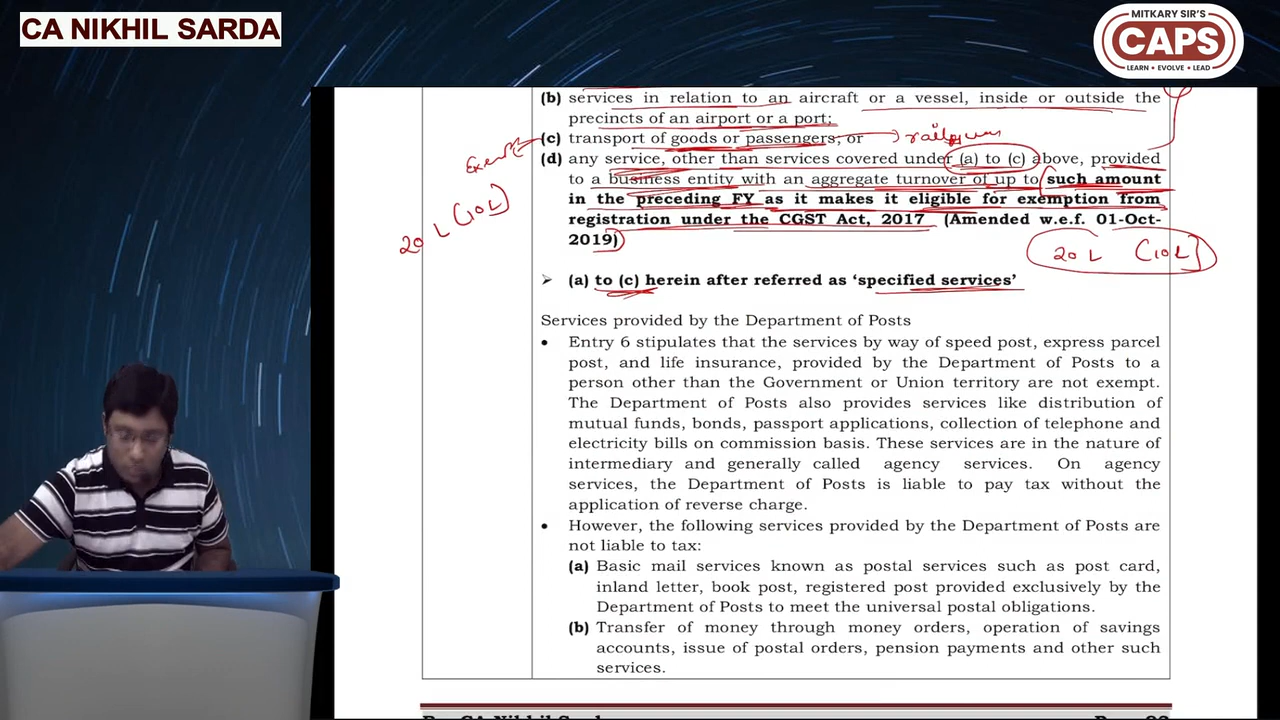 CA NIKHIL SARDA
MITKARY SIR'S
CAPS
LEARN • EVOLVE • LEAD
(b) services in relation to an aircraft or a vessel, inside or outside the
precincts of an airport or a port;
(c) transport of goods or passengers; or
(d) any service, other than services covered under (a) to (c) above, provided
to a business entity with an aggregate turnover of up to such amount
in the preceding FY as it makes it eligible for exemption from
registration under the CGST Act, 2017 (Amended w.e.f. 01-Oct-
2019)
20 L (10L)
20 L (10L)
➢ (a) to (c) herein after referred as ‘specified services’
Services provided by the Department of Posts
• Entry 6 stipulates that the services by way of speed post, express parcel
post, and life insurance, provided by the Department of Posts to a
person other than the Government or Union territory are not exempt.
The Department of Posts also provides services like distribution of
mutual funds, bonds, passport applications, collection of telephone and
electricity bills on commission basis. These services are in the nature of
intermediary and generally called agency services. On agency
services, the Department of Posts is liable to pay tax without the
application of reverse charge.
• However, the following services provided by the Department of Posts are
not liable to tax:
(a) Basic mail services known as postal services such as post card,
inland letter, book post, registered post provided exclusively by the
Department of Posts to meet the universal postal obligations.
(b) Transfer of money through money orders, operation of savings
accounts, issue of postal orders, pension payments and other such
services.